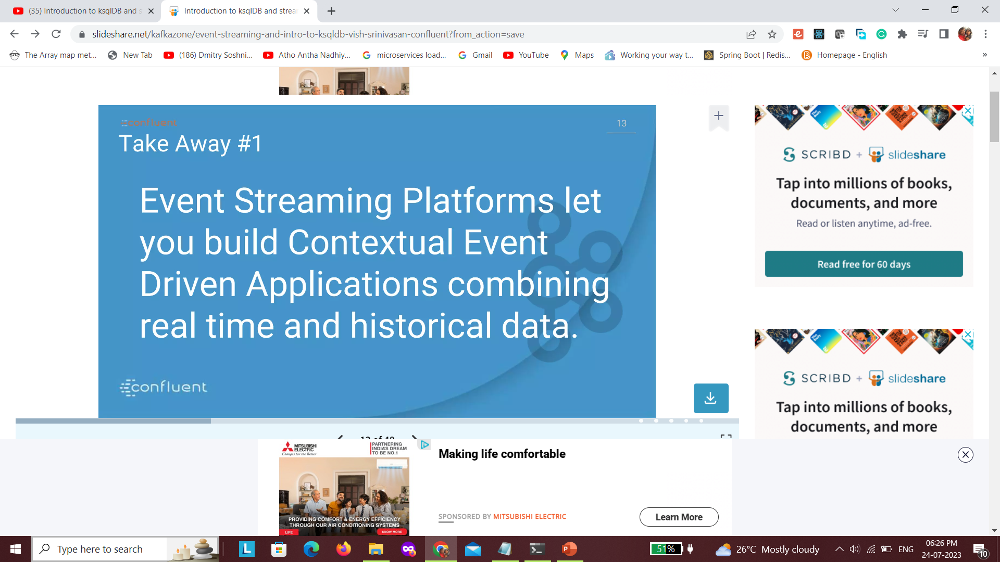 (35) Introduction to ksqlDB and s
Introduction to ksqlDB and strea
slideshare.net/kafkazone/event-streaming-and-intro-to-ksqldb-vish-srinivasan-confluent?from_action=save
The Array map met...
New Tab
(186) Dmitry Soshni...
Atho Antha Nadhiy...
microservices load...
Gmail
YouTube
Maps
Working your way t...
Spring Boot | Redis...
Homepage - English
»
confluent
13
Take Away #1
Event Streaming Platforms let
you build Contextual Event
Driven Applications combining
real time and historical data.
confluent
SCRIBD + slideshare
Tap into millions of books,
documents, and more
Read or listen anytime, ad-free.
Read free for 60 days
SCRIBD + slideshare
Tap into millions of books,
documents, and more
13 of 48
MITSUBISHI
ELECTRIC
Changes for the Better
PARTNERING
INDIA'S DREAM
TO BE NO.1
PROVIDING COMFORT & ENERGY EFFICIENCY
THROUGH OUR AIR CONDITIONING SYSTEMS
LIFE
KNOW MORE
Making life comfortable
SPONSORED BY MITSUBISHI ELECTRIC
Learn More
Type here to search
L
51%
26°C Mostly cloudy
ENG
06:26 PM
24-07-2023
10